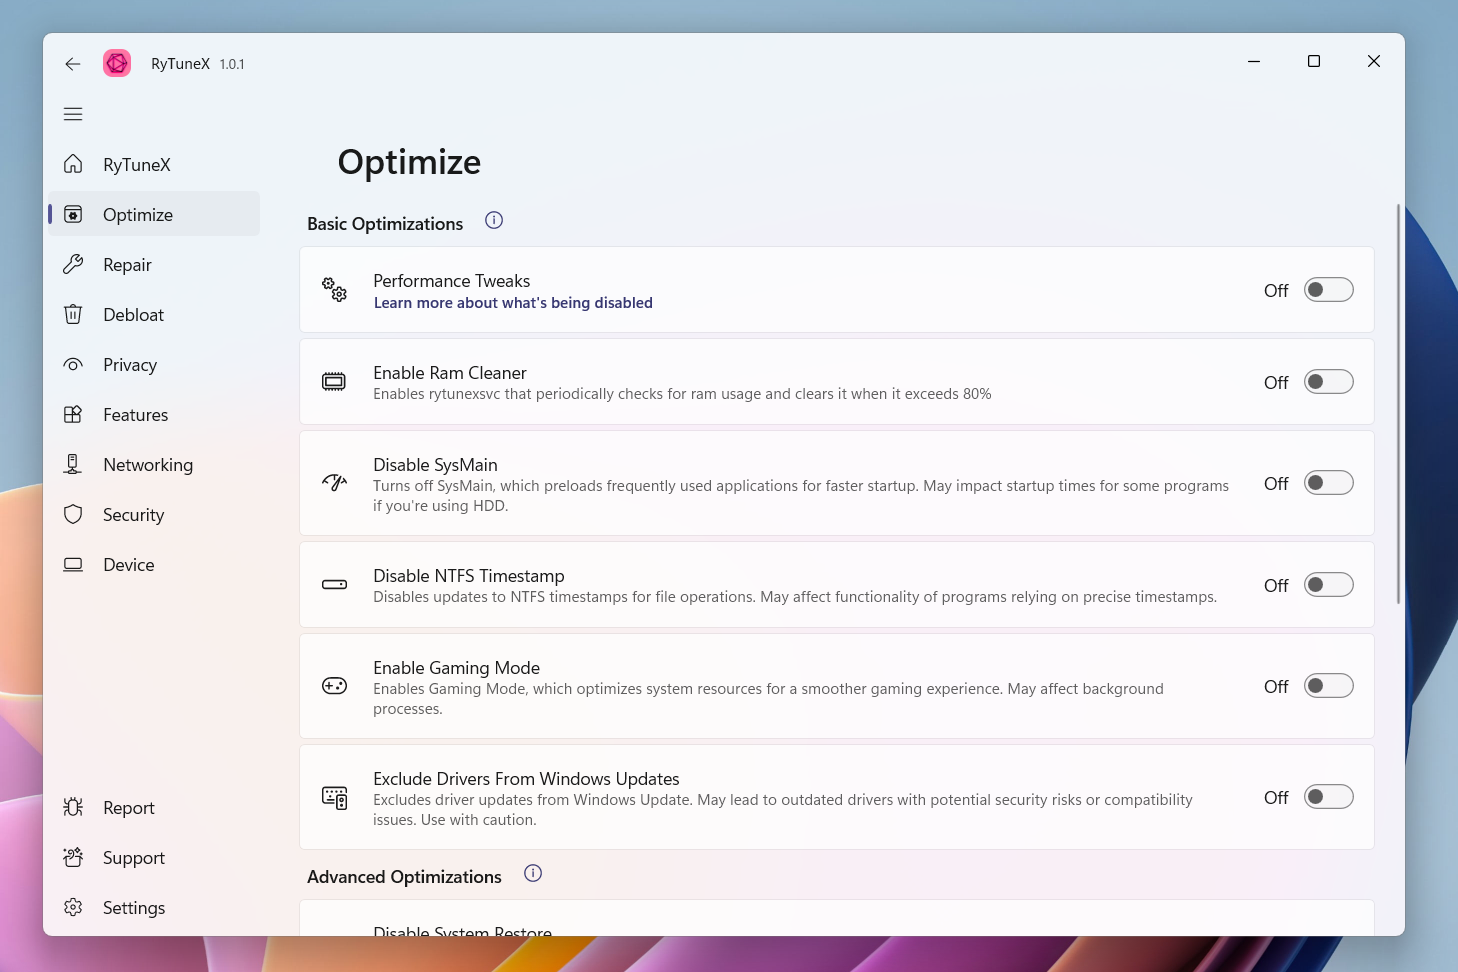 RyTuneX 1.0.1
RyTuneX
Optimize
Repair
Debloat
Privacy
Features
Networking
Security
Device
Report
Support
Settings
Optimize
Basic Optimizations
Performance Tweaks
Learn more about what's being disabled
Off
Enable Ram Cleaner
Enables rytunexsvc that periodically checks for ram usage and clears it when it exceeds 80%
Off
Disable SysMain
Turns off SysMain, which preloads frequently used applications for faster startup. May impact startup times for some programs
if you're using HDD.
Off
Disable NTFS Timestamp
Disables updates to NTFS timestamps for file operations. May affect functionality of programs relying on precise timestamps.
Off
Enable Gaming Mode
Enables Gaming Mode, which optimizes system resources for a smoother gaming experience. May affect background
processes.
Off
Exclude Drivers From Windows Updates
Excludes driver updates from Windows Update. May lead to outdated drivers with potential security risks or compatibility
issues. Use with caution.
Off
Advanced Optimizations
Disable System Restore